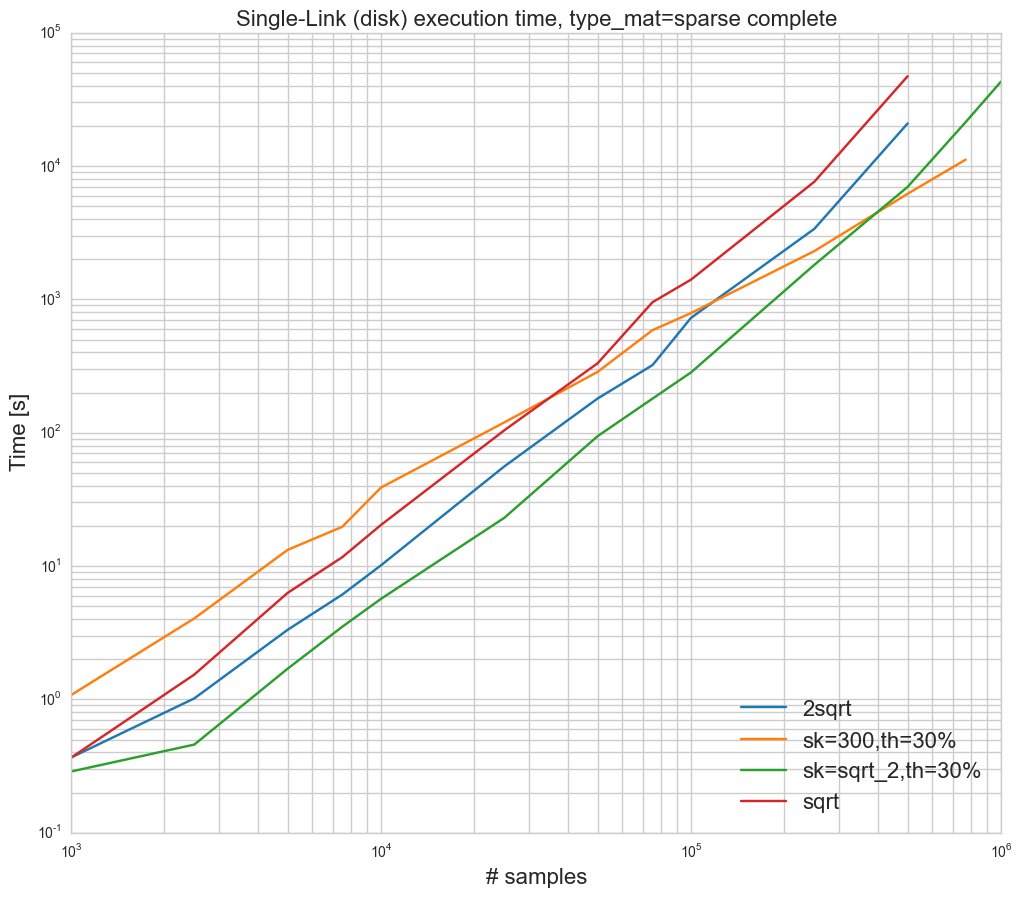 Single-Link (disk) execution time, type_mat=sparse complete
10^5
10^4
10^3
10^2
10^1
10^0
10^-1
Time [s]
10^3 10^4 10^5 10^6
# samples
2sqrt
sk=300,th=30%
sk=sqrt_2,th=30%
sqrt